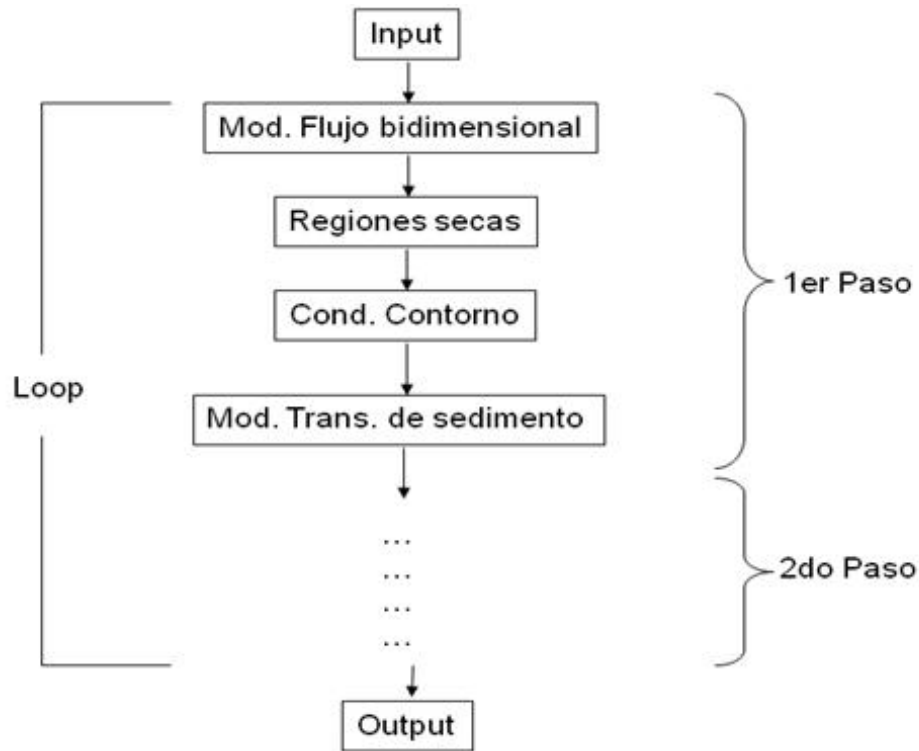 Input
Mod. Flujo bidimensional
Regiones secas
1er Paso
Cond. Contorno
Loop
Mod. Trans. de sedimento
...
...
2do Paso
...
...
Output